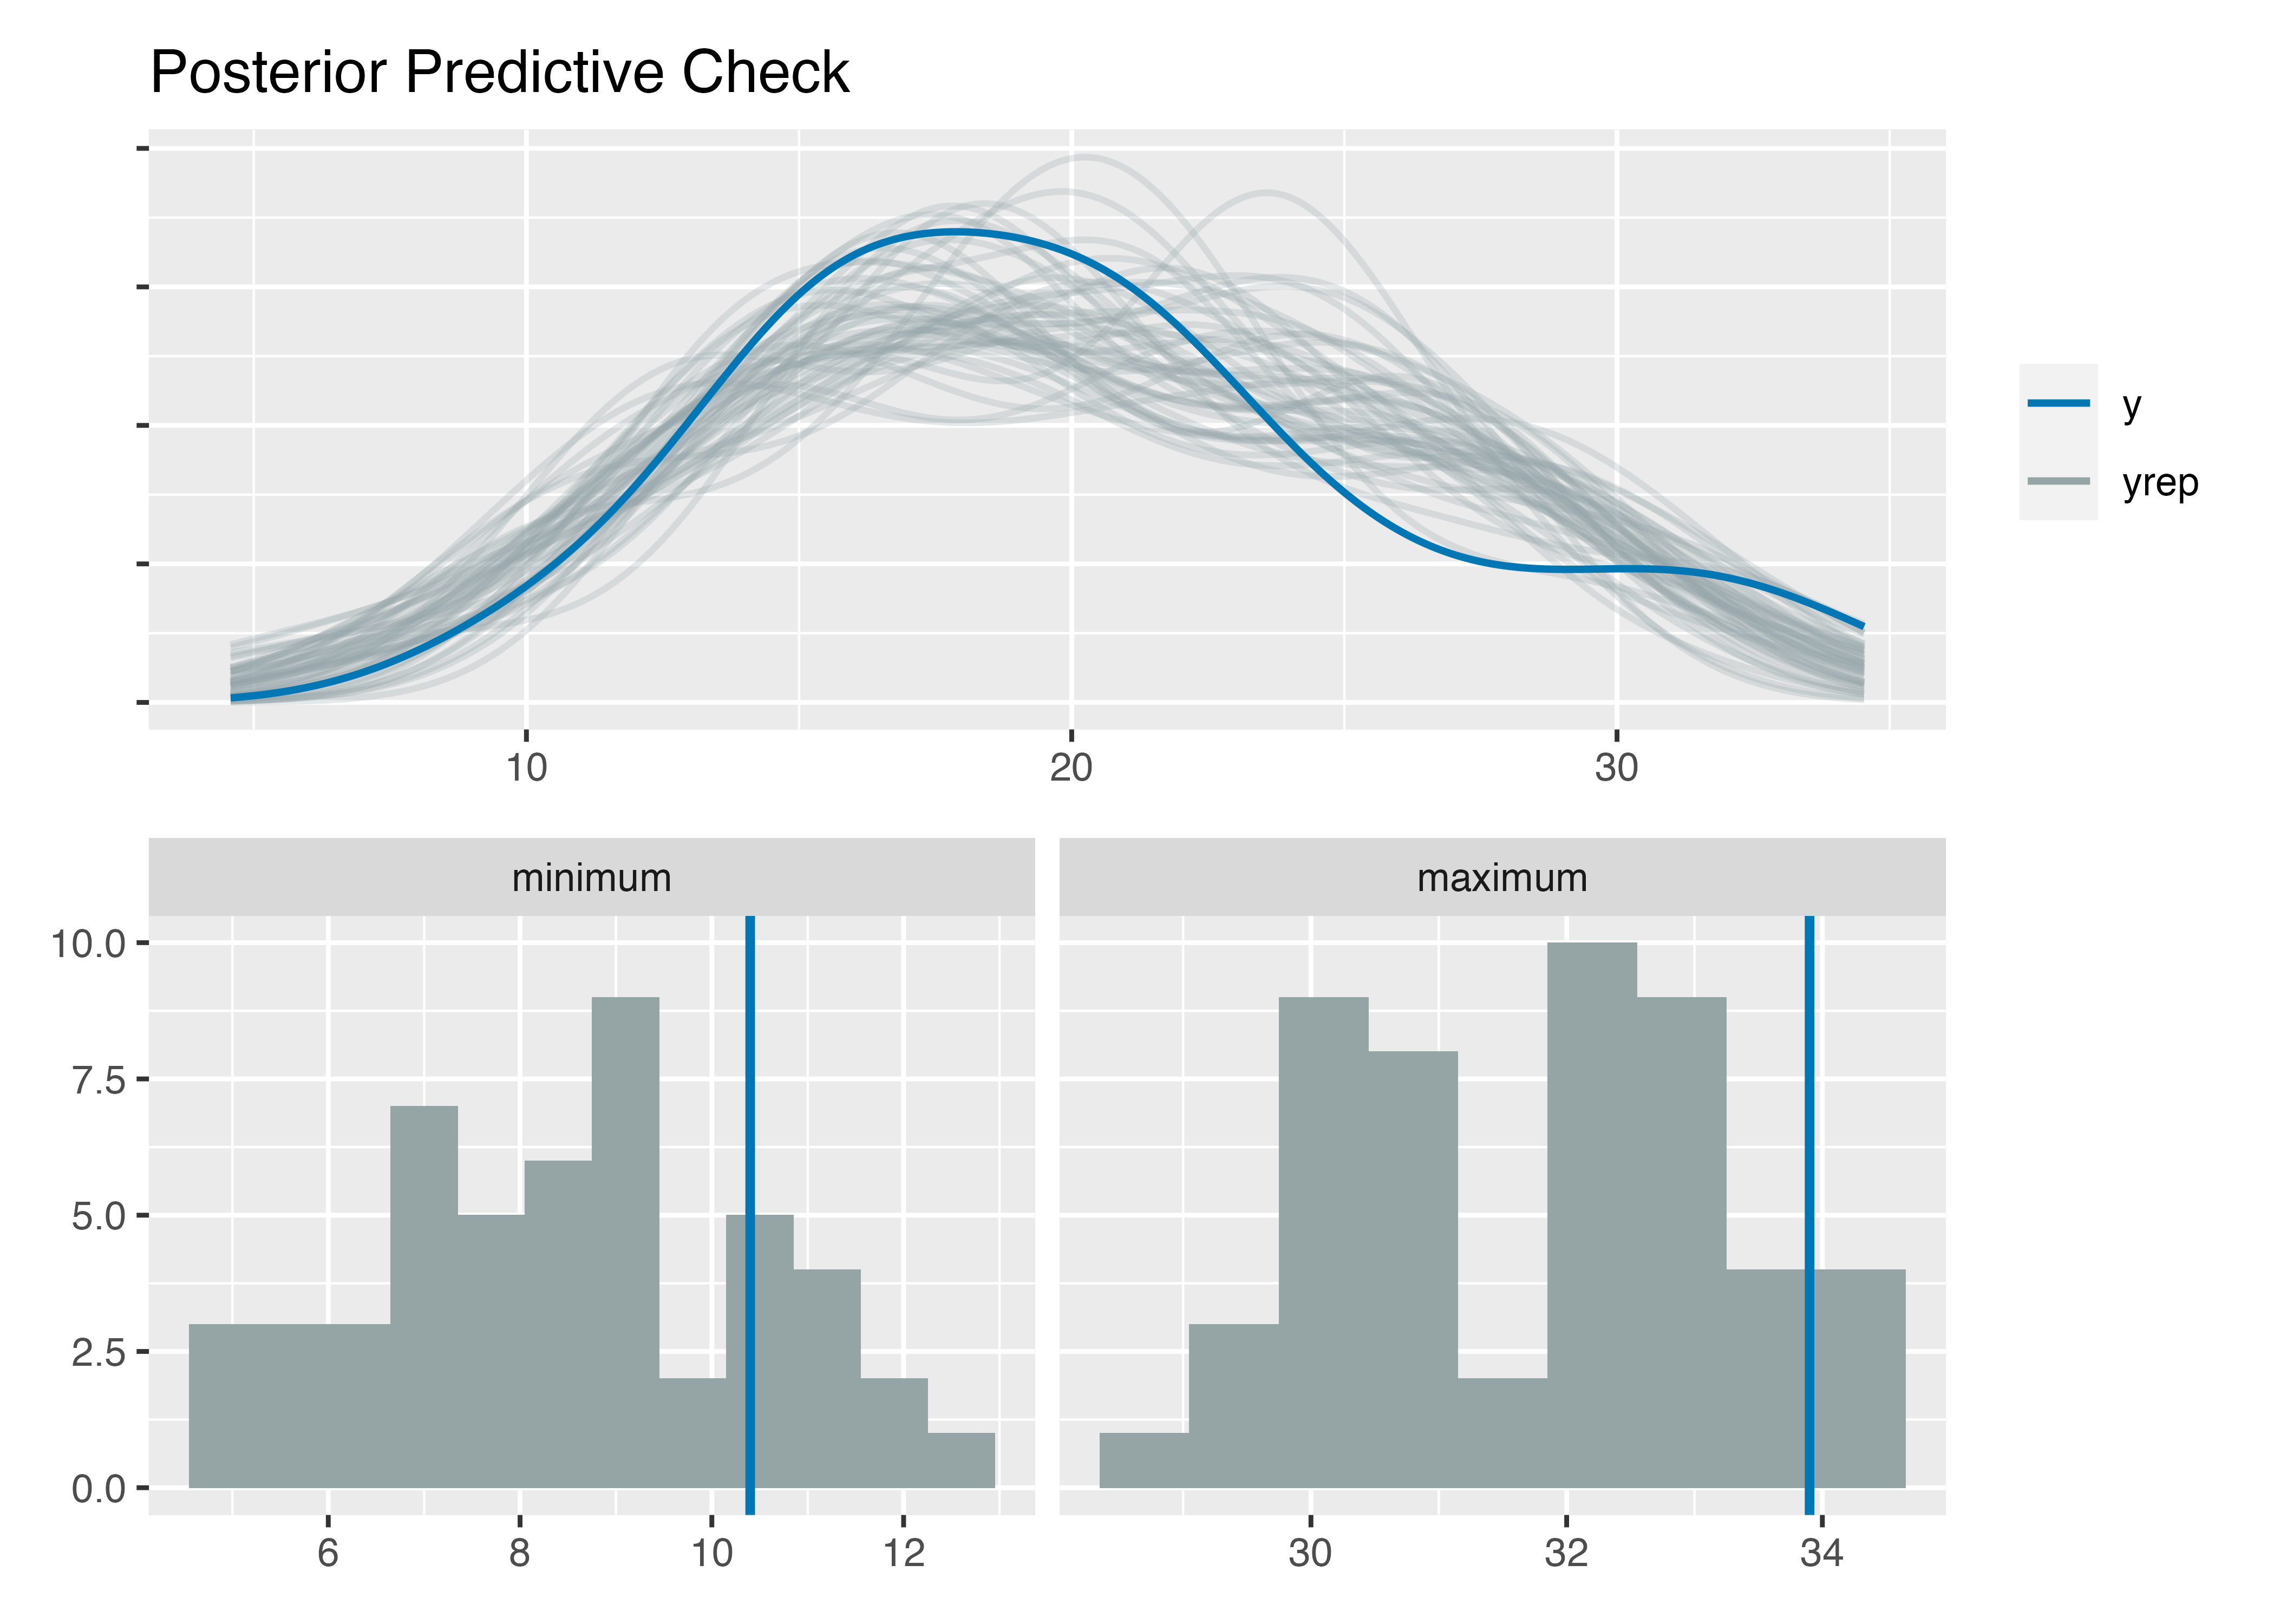 Posterior Predictive Check
y
yrep
10 20 30
minimum maximum
10.0
7.5
5.0
2.5
0.0
6 8 10 12 30 32 34